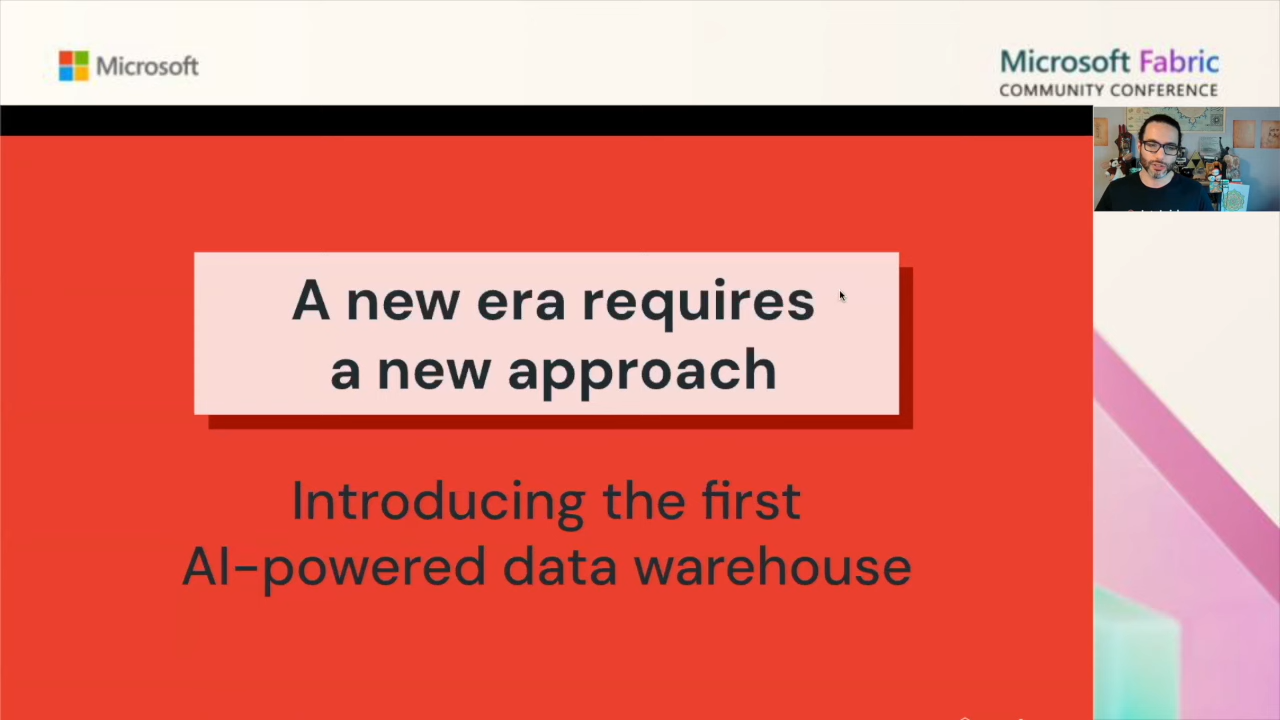 Microsoft
Microsoft Fabric
COMMUNITY CONFERENCE
A new era requires
a new approach
Introducing the first
AI-powered data warehouse